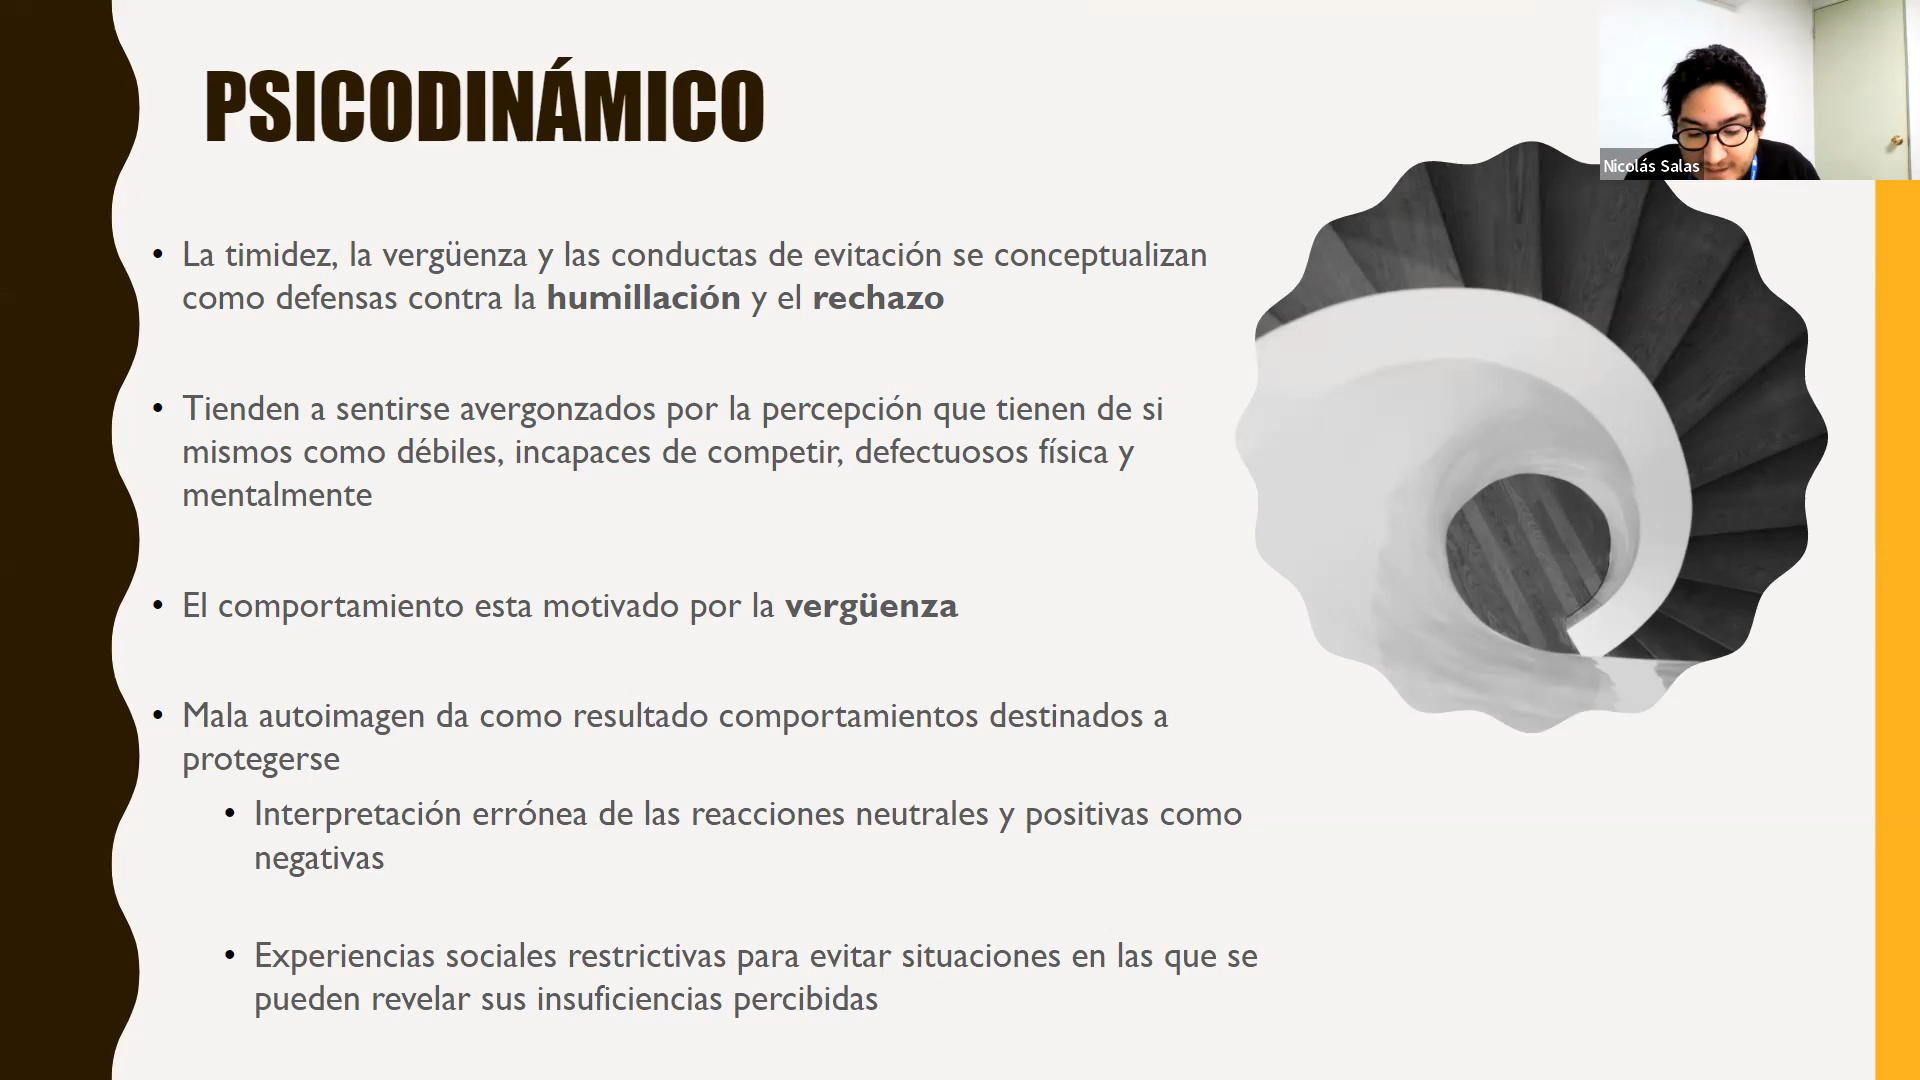 PSICODINÁMICO
Nicolás Salas
• La timidez, la vergüenza y las conductas de evitación se conceptualizan
como defensas contra la humillación y el rechazo
• Tienden a sentirse avergonzados por la percepción que tienen de si
mismos como débiles, incapaces de competir, defectuosos física y
mentalmente
• El comportamiento esta motivado por la vergüenza
• Mala autoimagen da como resultado comportamientos destinados a
protegerse
• Interpretación errónea de las reacciones neutrales y positivas como
negativas
• Experiencias sociales restrictivas para evitar situaciones en las que se
pueden revelar sus insuficiencias percibidas